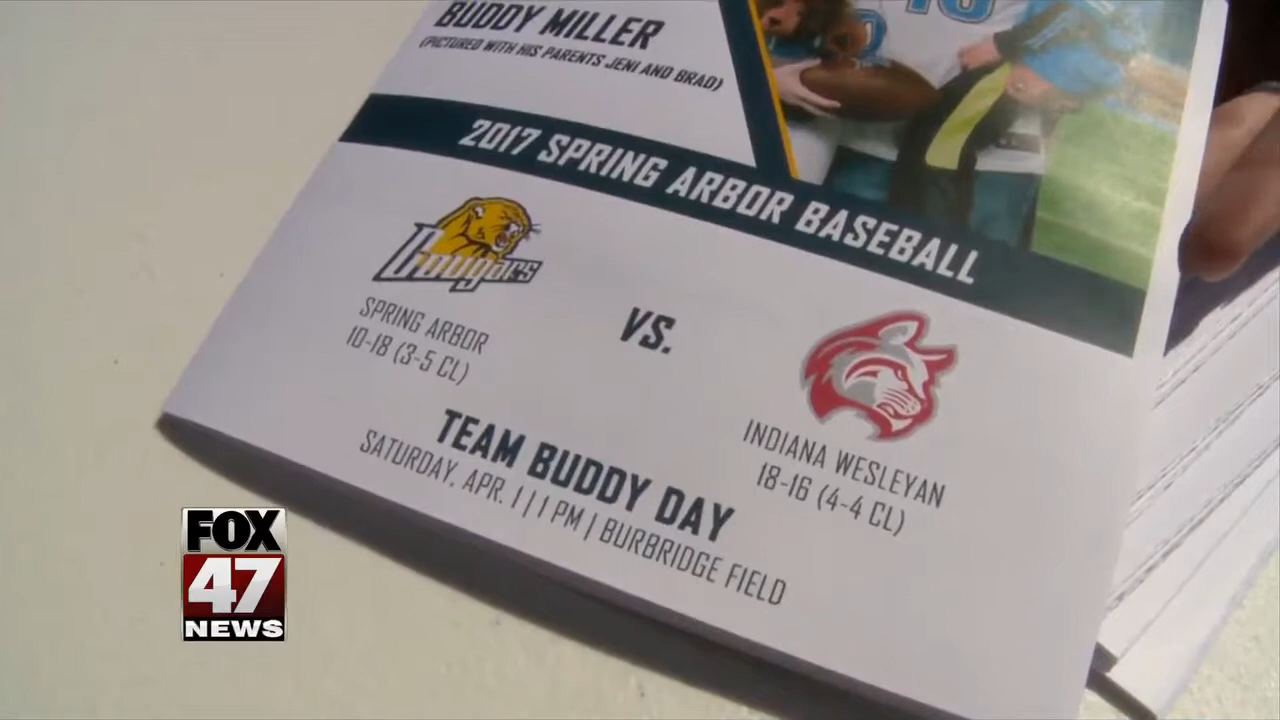 BUDDY MILLER
(PICTURED WITH HIS PARENTS JENI AND BRAD)
2017 SPRING ARBOR BASEBALL
Cougars
SPRING ARBOR
10-18 (3-5 CL)
VS.
INDIANA WESLEYAN
18-16 (4-4 CL)
TEAM BUDDY DAY
SATURDAY, APR. 1 | 1 PM | BURBRIDGE FIELD
FOX
47
NEWS